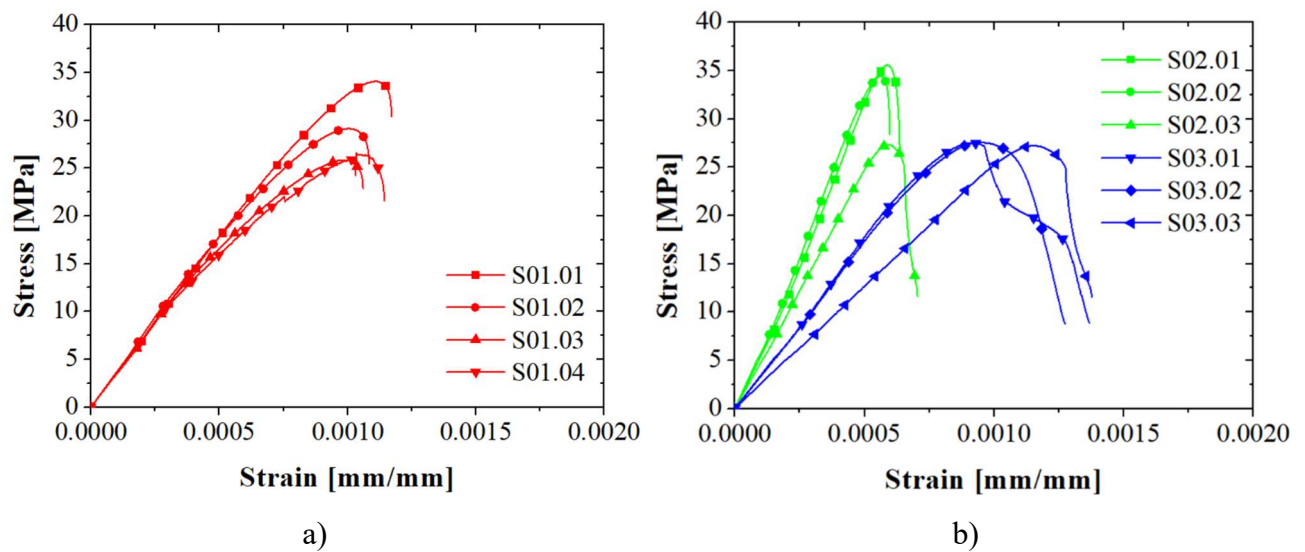 40
35
30
25
20
15
10
5
0
Stress [MPa]
S01.01
S01.02
S01.03
S01.04
0.0000 0.0005 0.0010 0.0015 0.0020
Strain [mm/mm]
a)
40
35
30
25
20
15
10
5
0
Stress [MPa]
S02.01
S02.02
S02.03
S03.01
S03.02
S03.03
0.0000 0.0005 0.0010 0.0015 0.0020
Strain [mm/mm]
b)